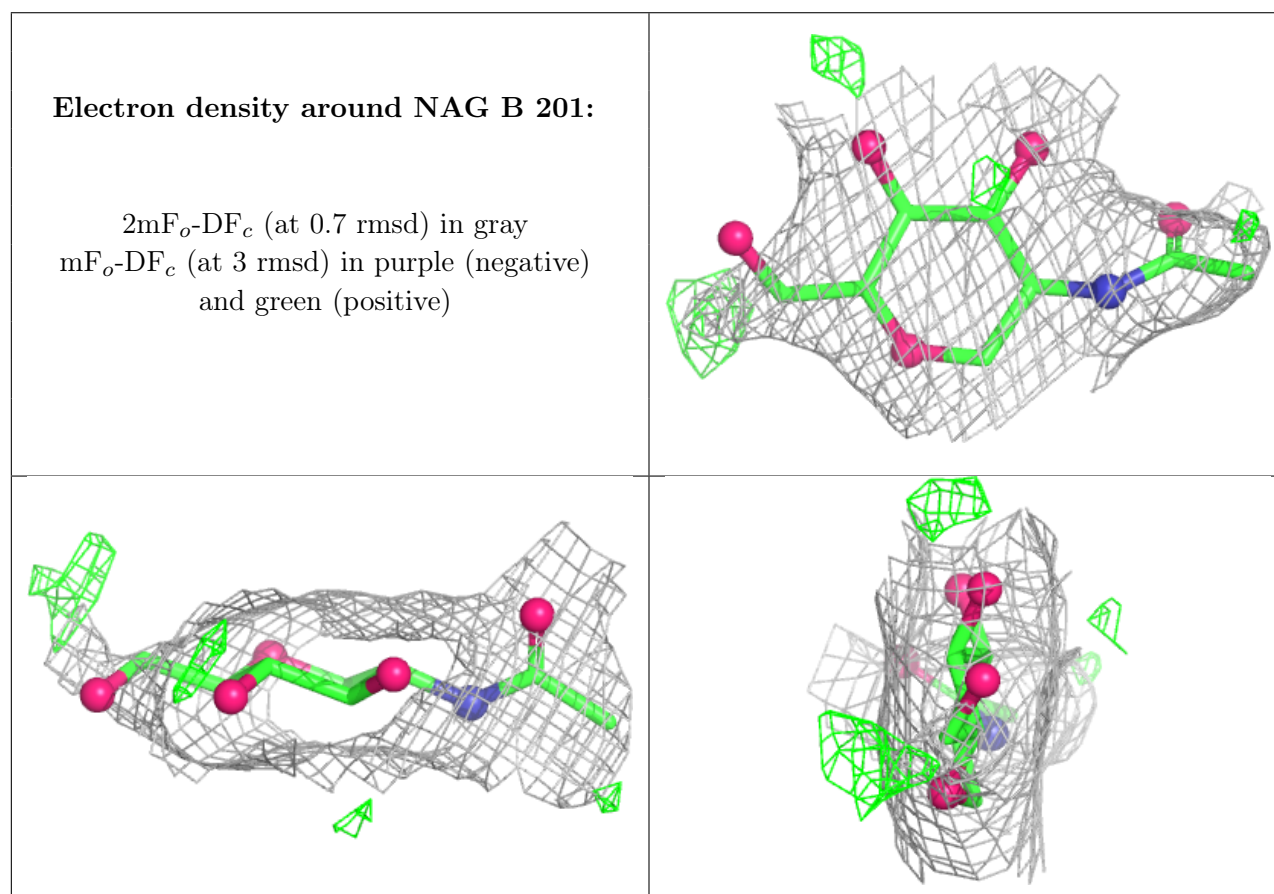 Electron density around NAG B 201:
2mFo-DFc (at 0.7 rmsd) in gray
mFo-DFc (at 3 rmsd) in purple (negative)
and green (positive)